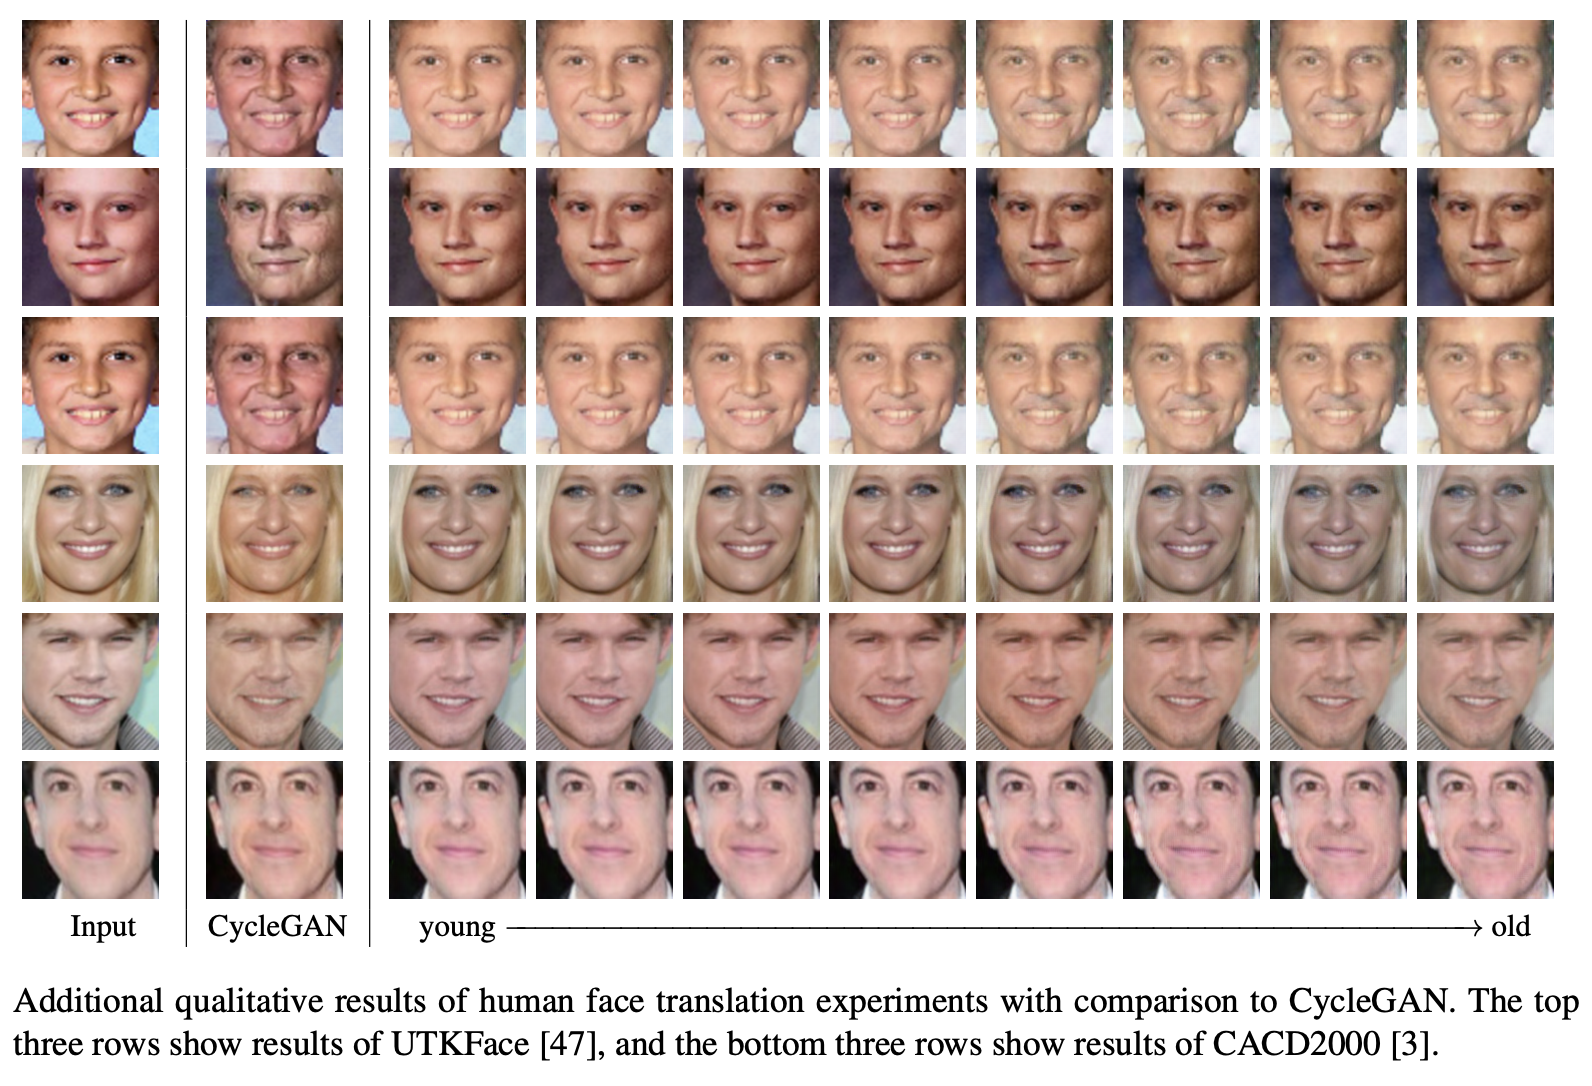 Input
CycleGAN
young
old
Additional qualitative results of human face translation experiments with comparison to CycleGAN. The top
three rows show results of UTKFace [47], and the bottom three rows show results of CACD2000 [3].